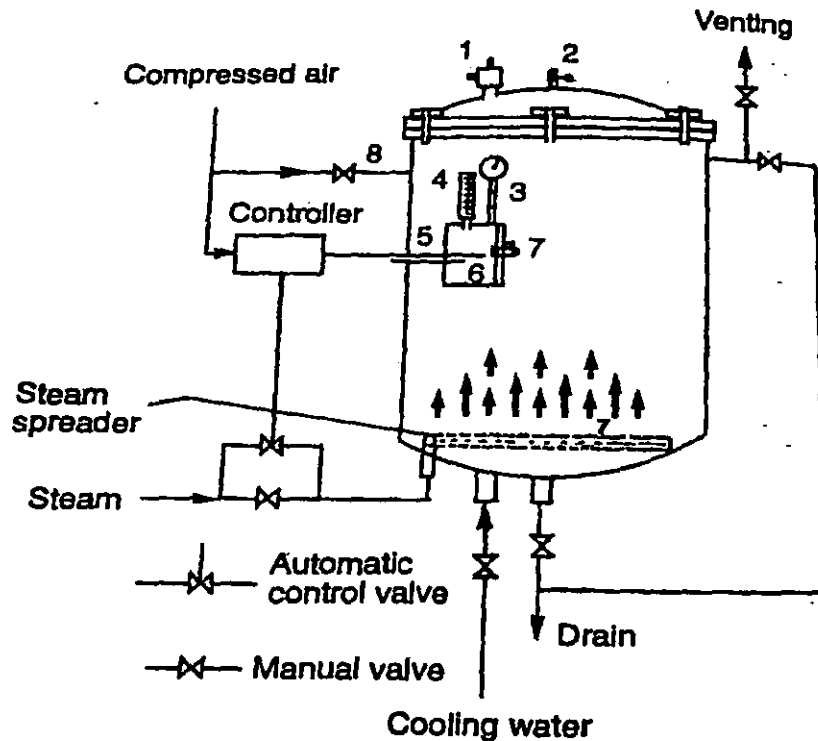 Venting
1
2
Compressed air
8
4
3
Controller
5
7
6
Steam
spreader
7
Steam
Automatic
control valve
Drain
Manual valve
Cooling water